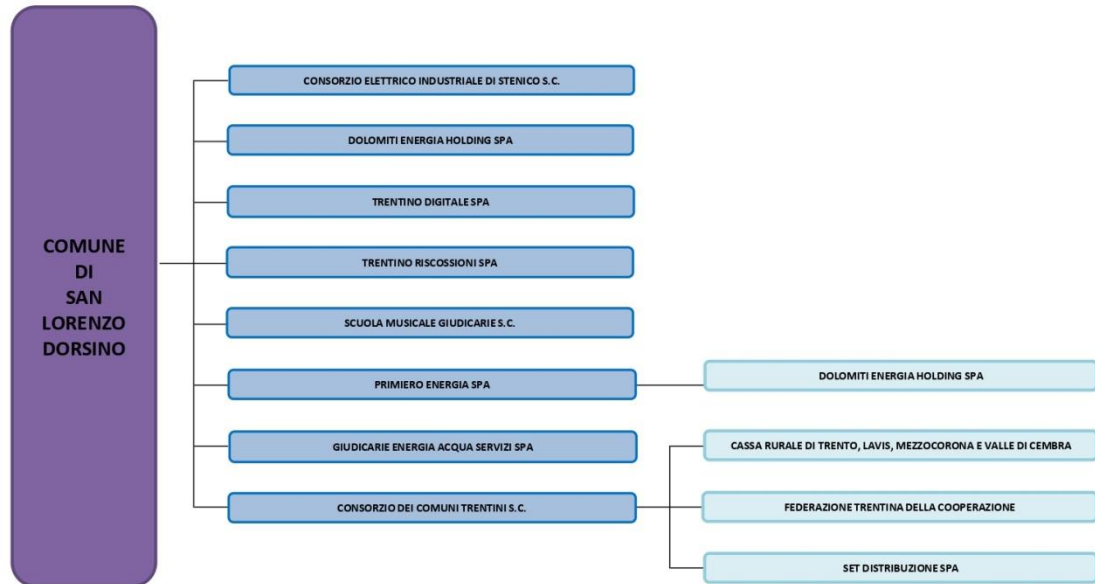 COMUNE
DI
SAN
LORENZO
DORSINO
CONSORZIO ELETTRICO INDUSTRIALE DI STENICO S.C.
DOLOMITI ENERGIA HOLDING SPA
TRENTINO DIGITALE SPA
TRENTINO RISCOSSIONI SPA
SCUOLA MUSICALE GIUDICARIE S.C.
PRIMIERO ENERGIA SPA
DOLOMITI ENERGIA HOLDING SPA
GIUDICARIE ENERGIA ACQUA SERVIZI SPA
CONSORZIO DEI COMUNI TRENTINI S.C.
CASSA RURALE DI TRENTO, LAVIS, MEZZOCORONA E VALLE DI CEMBRA
FEDERAZIONE TRENTINA DELLA COOPERAZIONE
SET DISTRIBUZIONE SPA